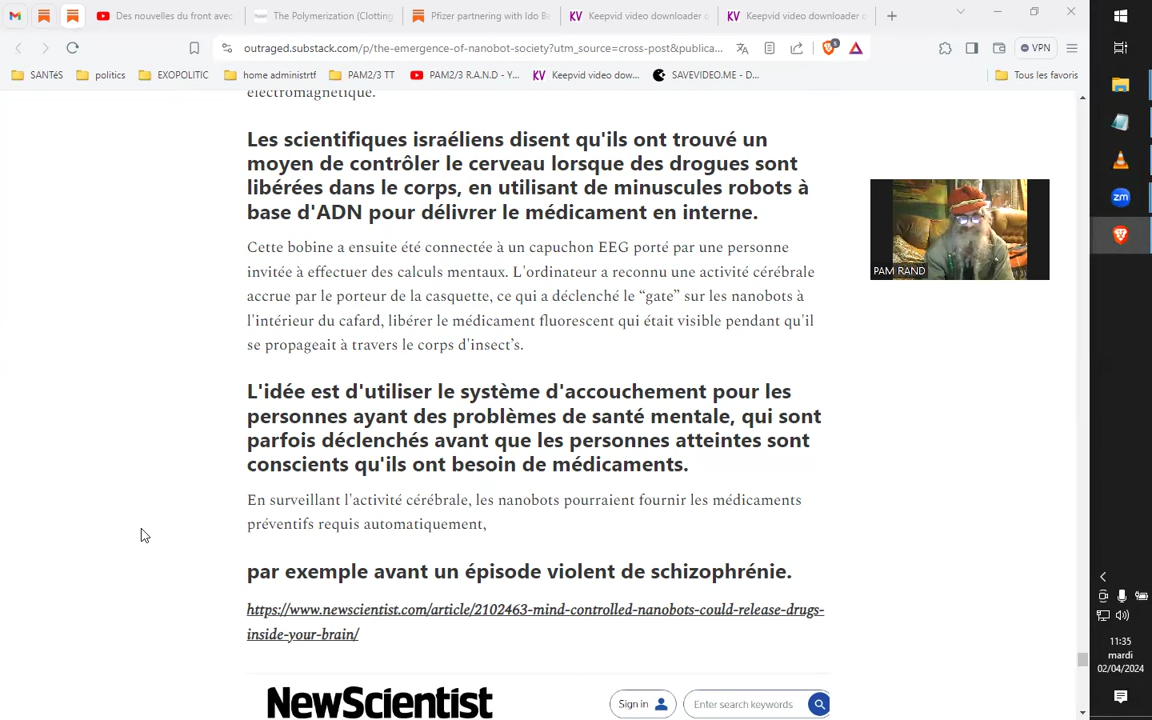 Des nouvelles du front avec
The Polymerization (Clotting
Pfizer partnering with Ido Ba
Keepvid video downloader o
Keepvid video downloader o
outraged.substack.com/p/the-emergence-of-nanobot-society?utm_source=cross-post&publica...
VPN
SANTéS
politics
EXOPOLITIC
home administrtf
PAM2/3 TT
PAM2/3 R.A.N.D - Y...
Keepvid video dow...
SAVEVIDEO.ME - D...
Tous les favoris
électromagnétique.
Les scientifiques israéliens disent qu'ils ont trouvé un
moyen de contrôler le cerveau lorsque des drogues sont
libérées dans le corps, en utilisant de minuscules robots à
base d'ADN pour délivrer le médicament en interne.
Cette bobine a ensuite été connectée à un capuchon EEG porté par une personne
invitée à effectuer des calculs mentaux. L'ordinateur a reconnu une activité cérébrale
accrue par le porteur de la casquette, ce qui a déclenché le “gate” sur les nanobots à
l'intérieur du cafard, libérer le médicament fluorescent qui était visible pendant qu'il
se propageait à travers le corps d'insect’s.
L'idée est d'utiliser le système d'accouchement pour les
personnes ayant des problèmes de santé mentale, qui sont
parfois déclenchés avant que les personnes atteintes sont
conscients qu'ils ont besoin de médicaments.
En surveillant l'activité cérébrale, les nanobots pourraient fournir les médicaments
préventifs requis automatiquement,
par exemple avant un épisode violent de schizophrénie.
https://www.newscientist.com/article/2102463-mind-controlled-nanobots-could-release-drugs-
inside-your-brain/
NewScientist
Sign in
Enter search keywords
PAM RAND
zm
11:35
mardi
02/04/2024